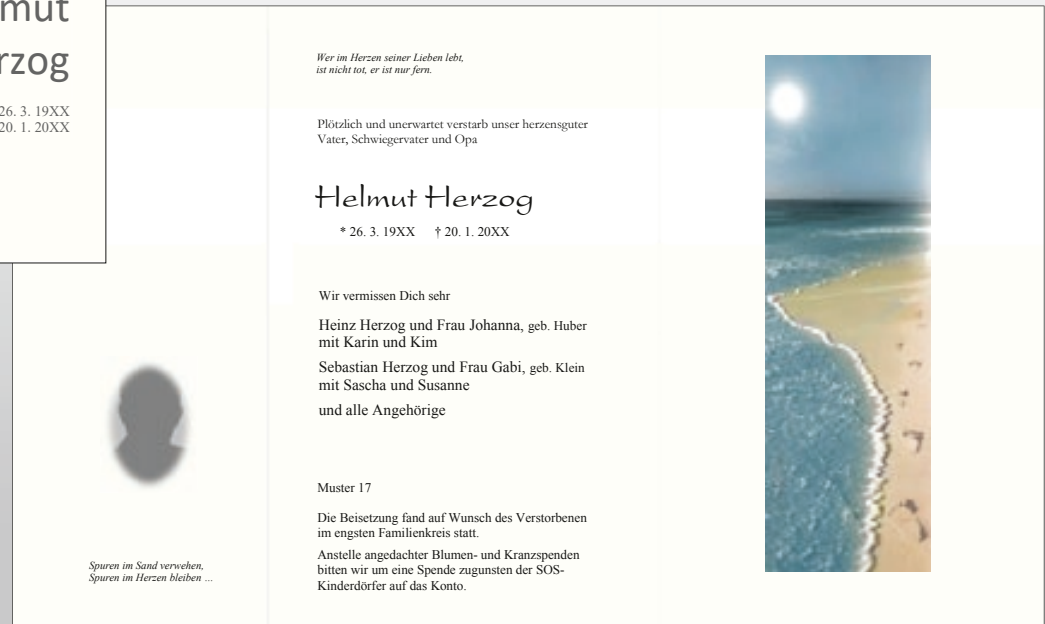 mut
rzog
26. 3. 19XX
20. 1. 20XX
Wer im Herzen seiner Lieben lebt,
ist nicht tot, er ist nur fern.
Plötzlich und unerwartet verstarb unser herzensguter
Vater, Schwiegervater und Opa
Helmut Herzog
* 26. 3. 19XX † 20. 1. 20XX
Wir vermissen Dich sehr
Heinz Herzog und Frau Johanna, geb. Huber
mit Karin und Kim
Sebastian Herzog und Frau Gabi, geb. Klein
mit Sascha und Susanne
und alle Angehörige
Muster 17
Die Beisetzung fand auf Wunsch des Verstorbenen
im engsten Familienkreis statt.
Anstelle angedachter Blumen- und Kranzspenden
bitten wir um eine Spende zugunsten der SOS-
Kinderdörfer auf das Konto.
Spuren im Sand verwehen,
Spuren im Herzen bleiben ...